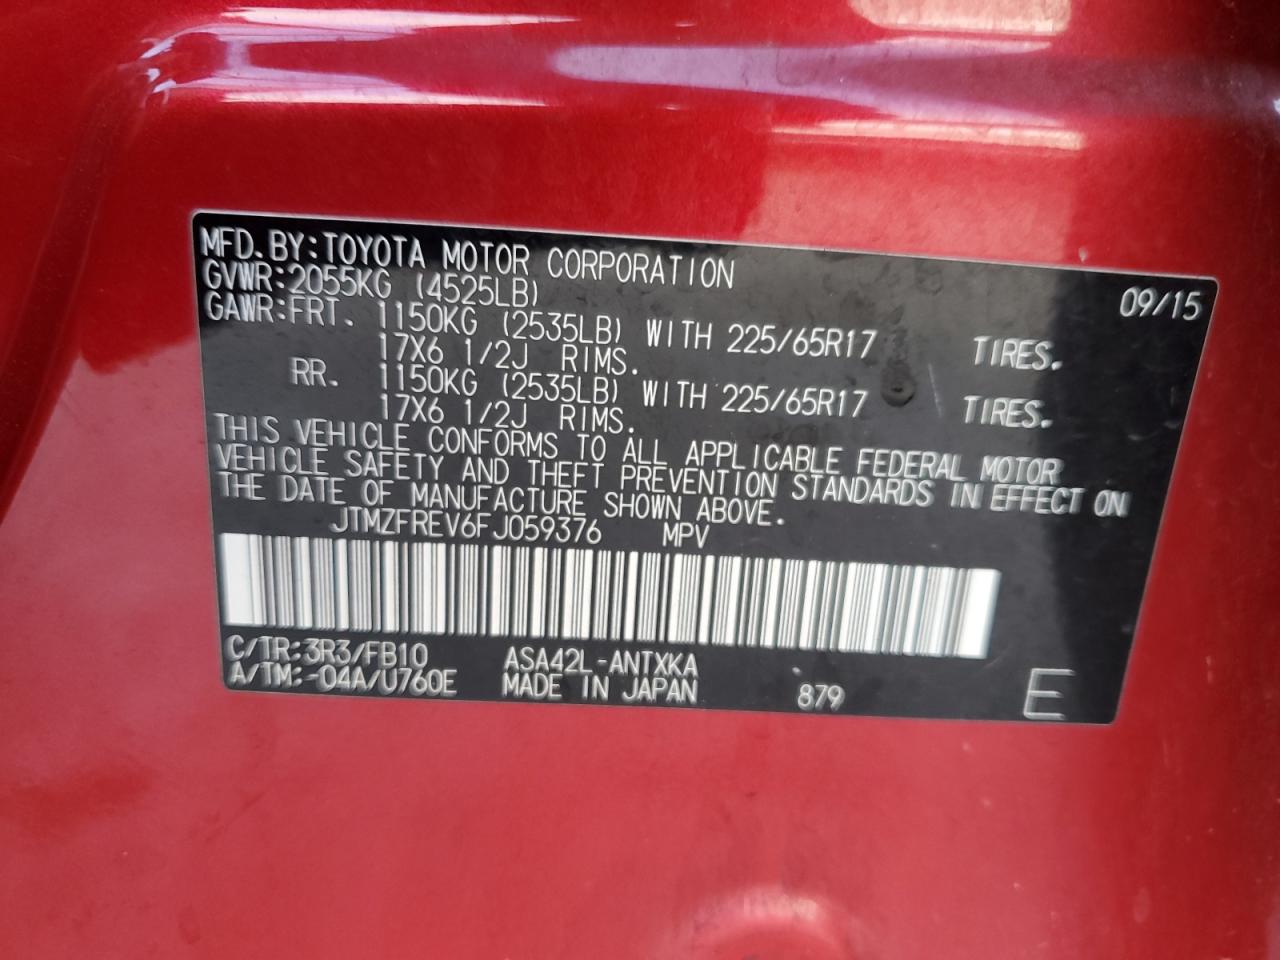 MFD. BY: TOYOTA MOTOR CORPORATION 09/15
GVWR: 2055KG (4525LB)
GAWR: FRT. 1150KG (2535LB) WITH 225/65R17 TIRES.
17X6 1/2J RIMS.
RR. 1150KG (2535LB) WITH 225/65R17 TIRES.
17X6 1/2J RIMS.
THIS VEHICLE CONFORMS TO ALL APPLICABLE FEDERAL MOTOR
VEHICLE SAFETY AND THEFT PREVENTION STANDARDS IN EFFECT ON
THE DATE OF MANUFACTURE SHOWN ABOVE.
JTMZFREV6FJ059376 MPV
C/TR: 3R3/FB10 ASA42L-ANTXKA
A/TM: -04A/U760E MADE IN JAPAN 879 E